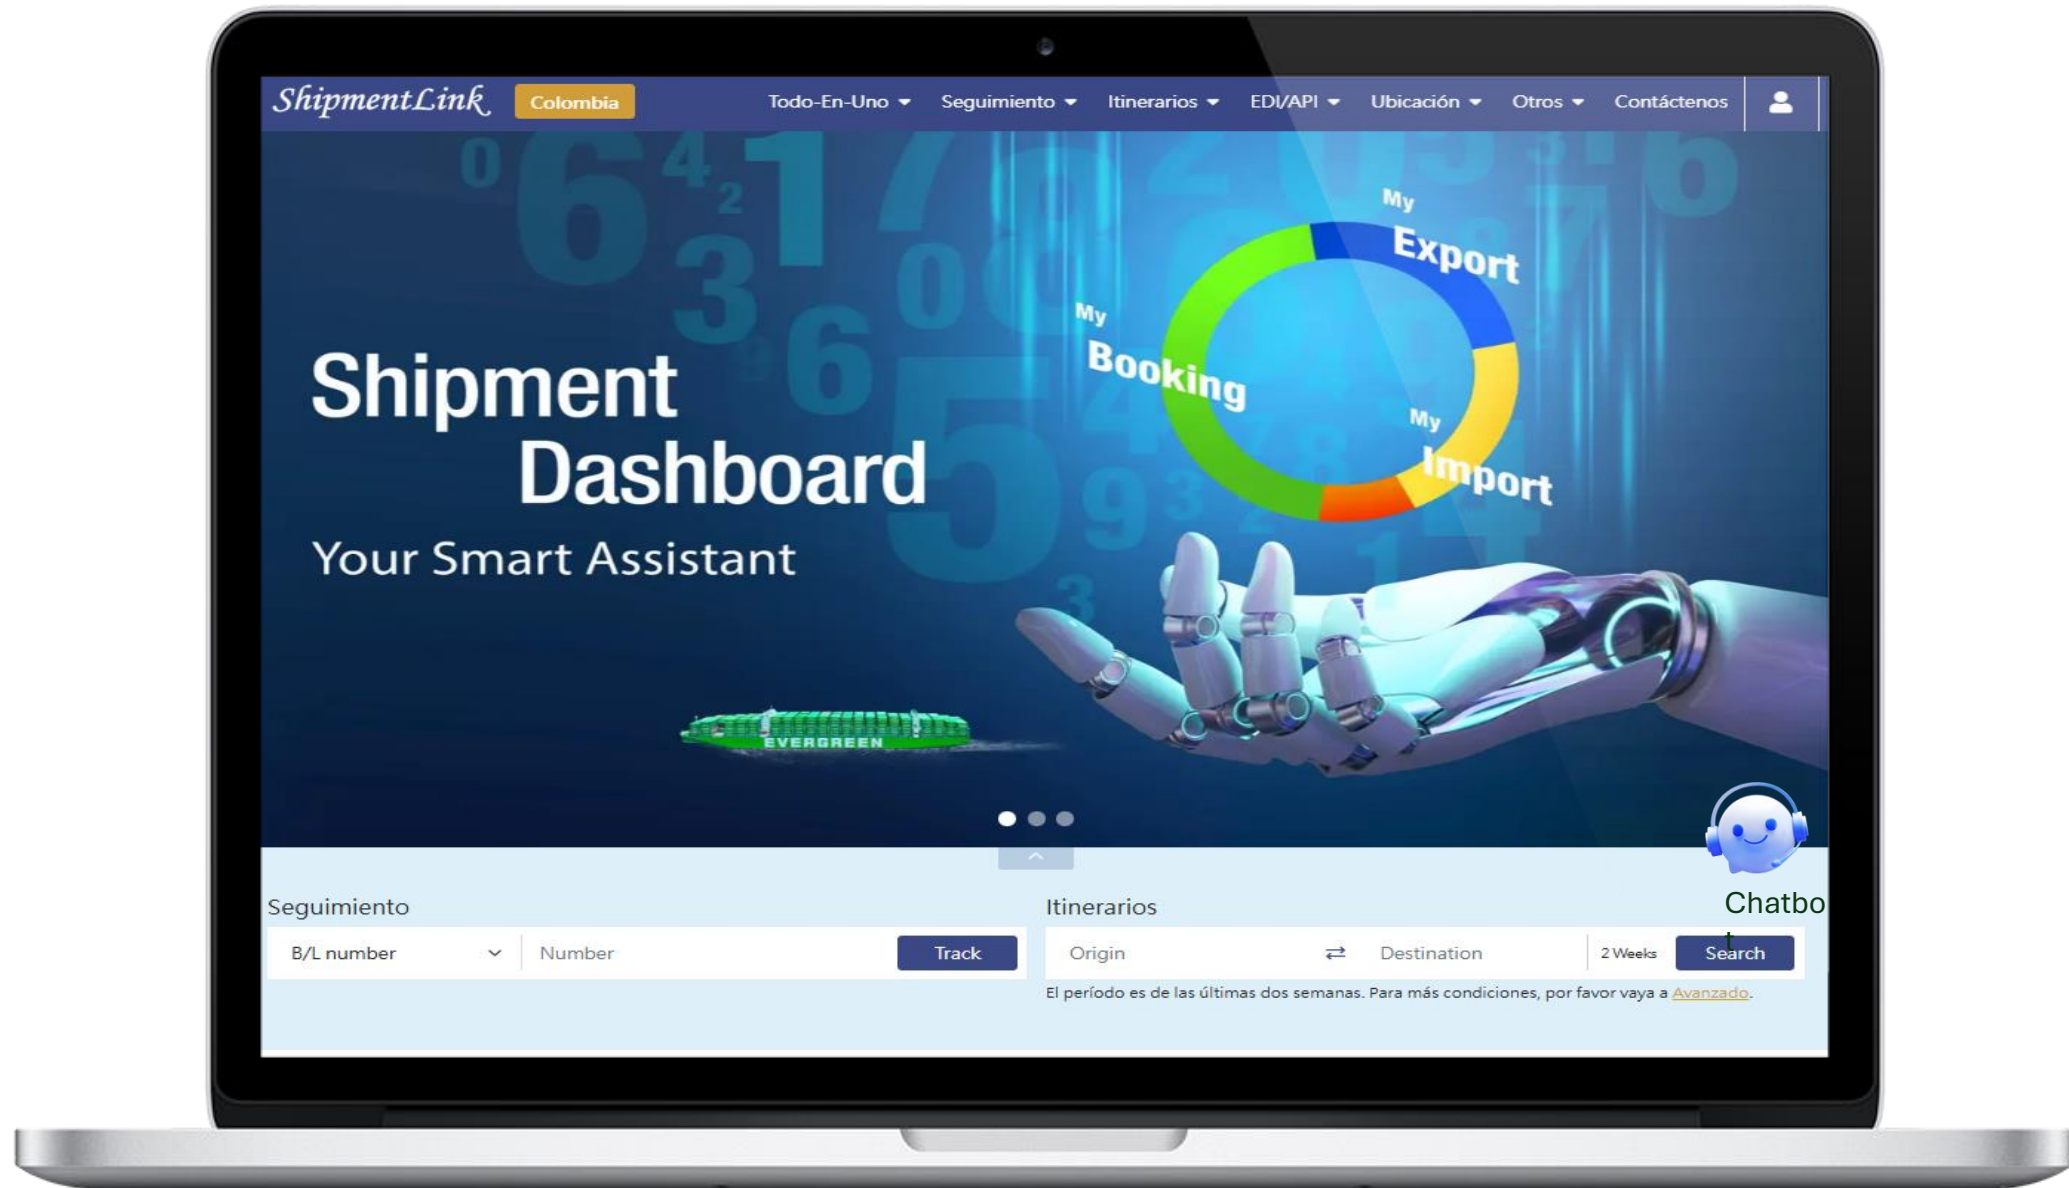 ShipmentLink Colombia Todo-En-Uno Seguimiento Itinerarios EDI/API Ubicación Otros Contáctenos
My
Export
My
Booking
My
Import
Shipment
Dashboard
Your Smart Assistant
EVERGREEN
Seguimiento
B/L number Number Track
Itinerarios
Origin Destination 2 Weeks Search
El período es de las últimas dos semanas. Para más condiciones, por favor vaya a Avanzado.
Chatbo
t